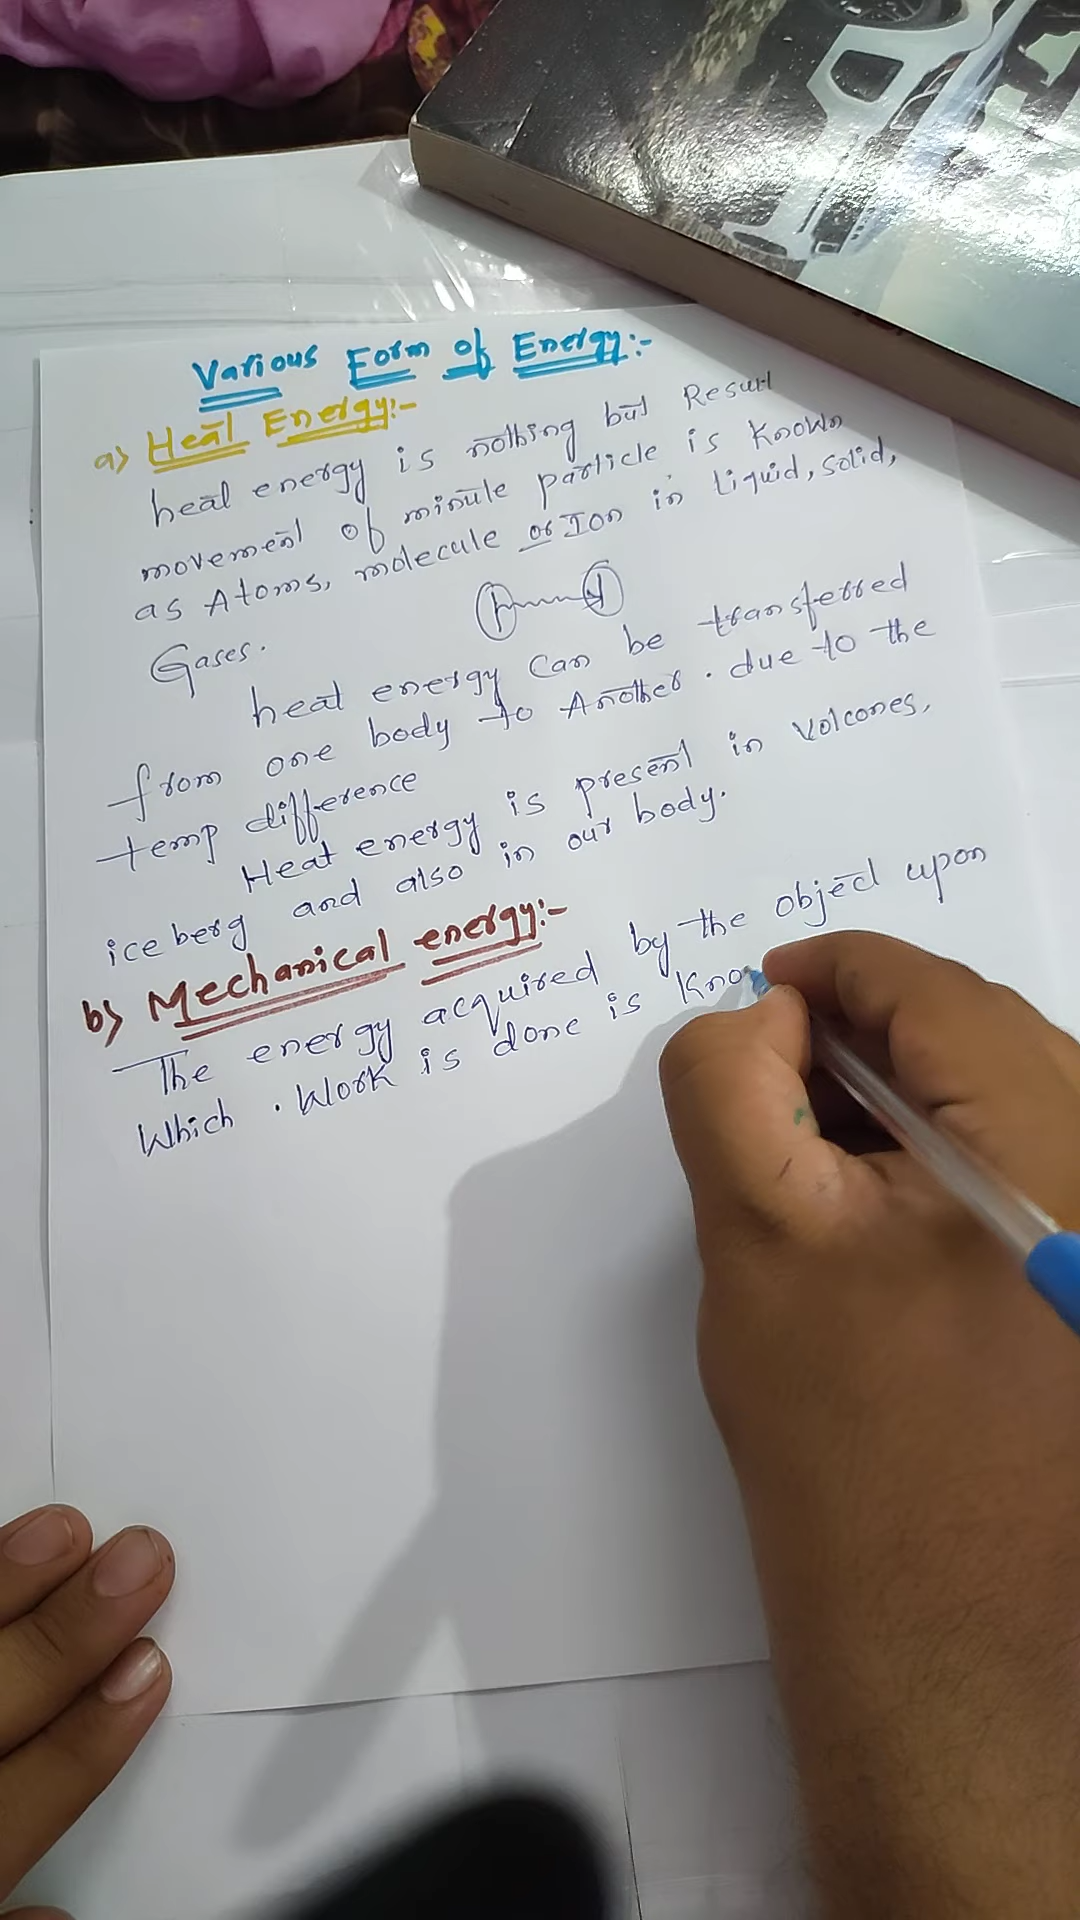 Various Form of Energy:-
a) Heat Energy:-
heat energy is nothing but Result
movement of minute particle is known
as Atoms, molecule or Ion in Liquid, Solid,
Gases.
heat energy can be transferred
from one body to Another. due to the
temp difference
Heat energy is present in Volcones,
ice berg and also in our body.
b) Mechanical energy:-
The energy acquired by the object upon
Which . Work is done is Kno